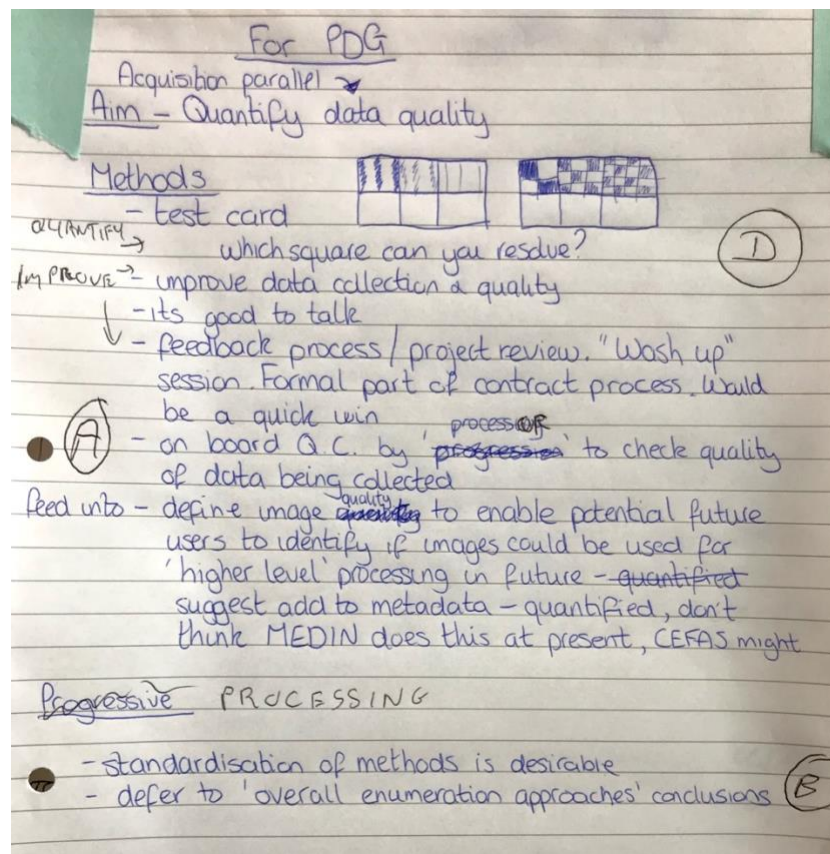 For PDG
Acquisition parallel
Aim - Quantify data quality
Methods
- test card
QUANTIFY →
which square can you resolve?
D
IMPROVE → - improve data collection & quality
- its good to talk
- feedback process / project review. "Wash up"
session. Formal part of contract process. Would
be a quick win
A
- on board Q.C. by 'progression processor' to check quality
of data being collected
feed into - define image quality to enable potential future
users to identify if images could be used for
'higher level' processing in future - quantified
suggest add to metadata - quantified, don't
think MEDIN does this at present, CEFAS might
Progressive PROCESSING
- standardisation of methods is desirable
- defer to 'overall enumeration approaches' conclusions
B